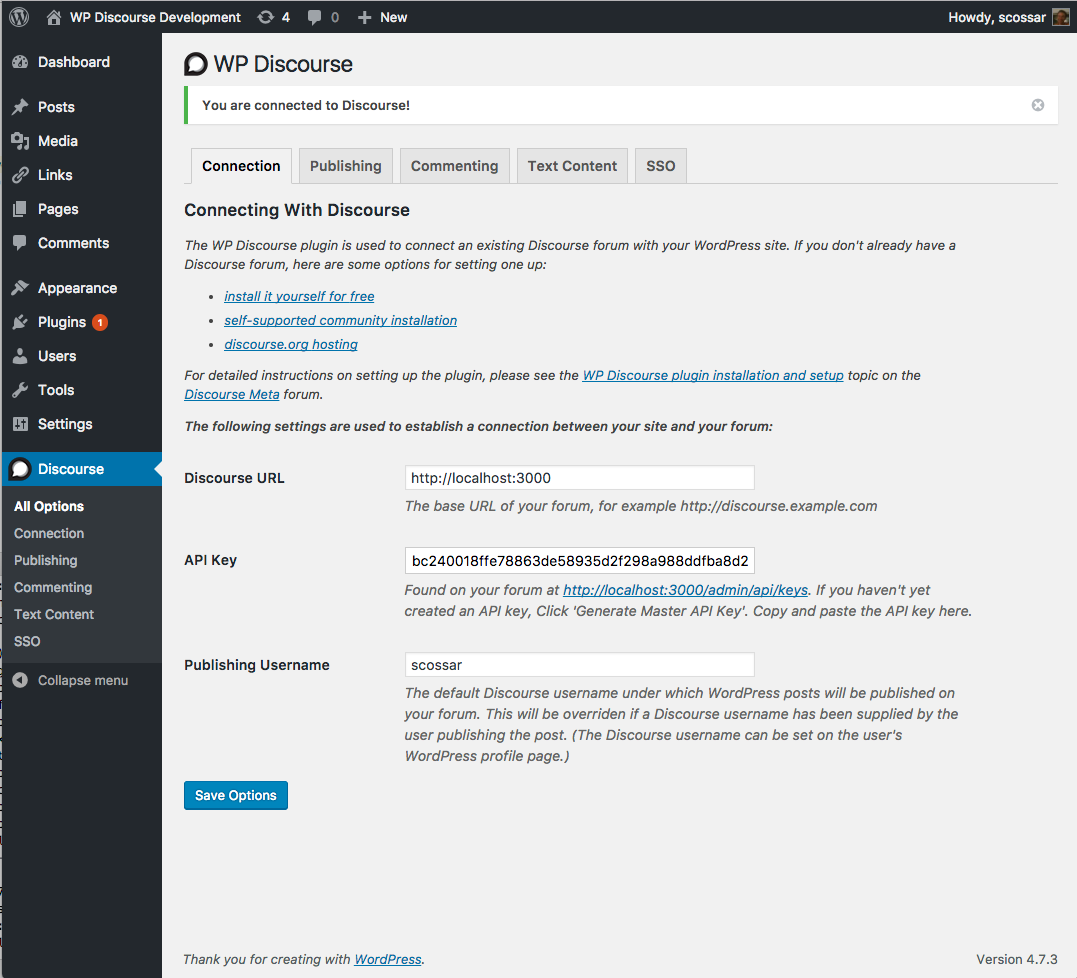 WP Discourse Development 4 0 New Howdy, scossar
Dashboard
Posts
Media
Links
Pages
Comments
Appearance
Plugins 1
Users
Tools
Settings
Discourse
All Options
Connection
Publishing
Commenting
Text Content
SSO
Collapse menu
WP Discourse
You are connected to Discourse!
Connection Publishing Commenting Text Content SSO
Connecting With Discourse
The WP Discourse plugin is used to connect an existing Discourse forum with your WordPress site. If you don't already have a
Discourse forum, here are some options for setting one up:
• install it yourself for free
• self-supported community installation
• discourse.org hosting
For detailed instructions on setting up the plugin, please see the WP Discourse plugin installation and setup topic on the
Discourse Meta forum.
The following settings are used to establish a connection between your site and your forum:
Discourse URL http://localhost:3000
The base URL of your forum, for example http://discourse.example.com
API Key bc240018ffe78863de58935d2f298a988ddfba8d2
Found on your forum at http://localhost:3000/admin/api/keys. If you haven't yet
created an API key, Click 'Generate Master API Key'. Copy and paste the API key here.
Publishing Username scossar
The default Discourse username under which WordPress posts will be published on
your forum. This will be overriden if a Discourse username has been supplied by the
user publishing the post. (The Discourse username can be set on the user's
WordPress profile page.)
Save Options
Thank you for creating with WordPress. Version 4.7.3